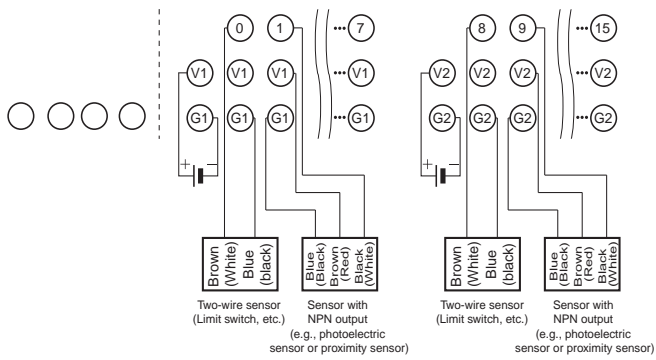 0 1 ••• 7 8 9 ••• 15
V1 V1 V1 ••• V1 V2 V2 V2 ••• V2
G1 G1 G1 ••• G1 G2 G2 G2 ••• G2
+ − + −
Brown (White)
Blue (black)
Blue (Black)
Brown (Red)
Black (White)
Brown (White)
Blue (black)
Blue (Black)
Brown (Red)
Black (White)
Two-wire sensor
(Limit switch, etc.)
Sensor with
NPN output
(e.g., photoelectric
sensor or proximity sensor)
Two-wire sensor
(Limit switch, etc.)
Sensor with
NPN output
(e.g., photoelectric
sensor or proximity sensor)